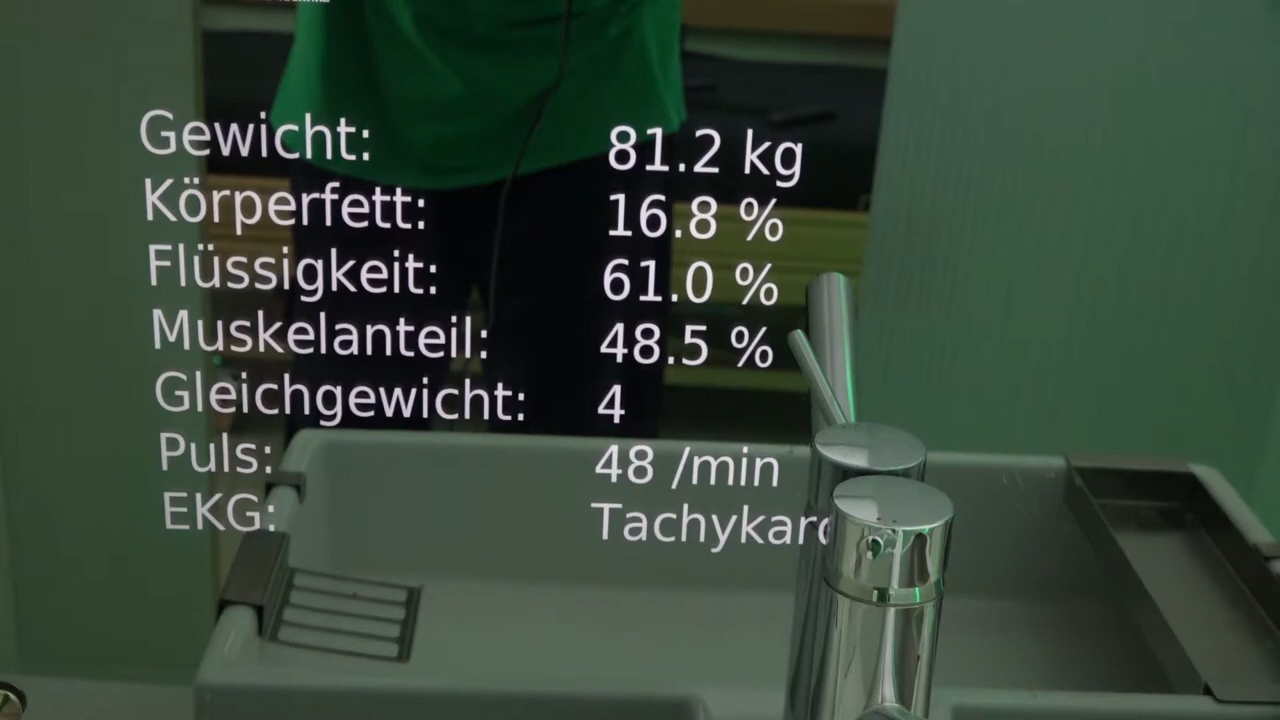 Gewicht: 81.2 kg
Körperfett: 16.8 %
Flüssigkeit: 61.0 %
Muskelanteil: 48.5 %
Gleichgewicht: 4
Puls: 48 /min
EKG: